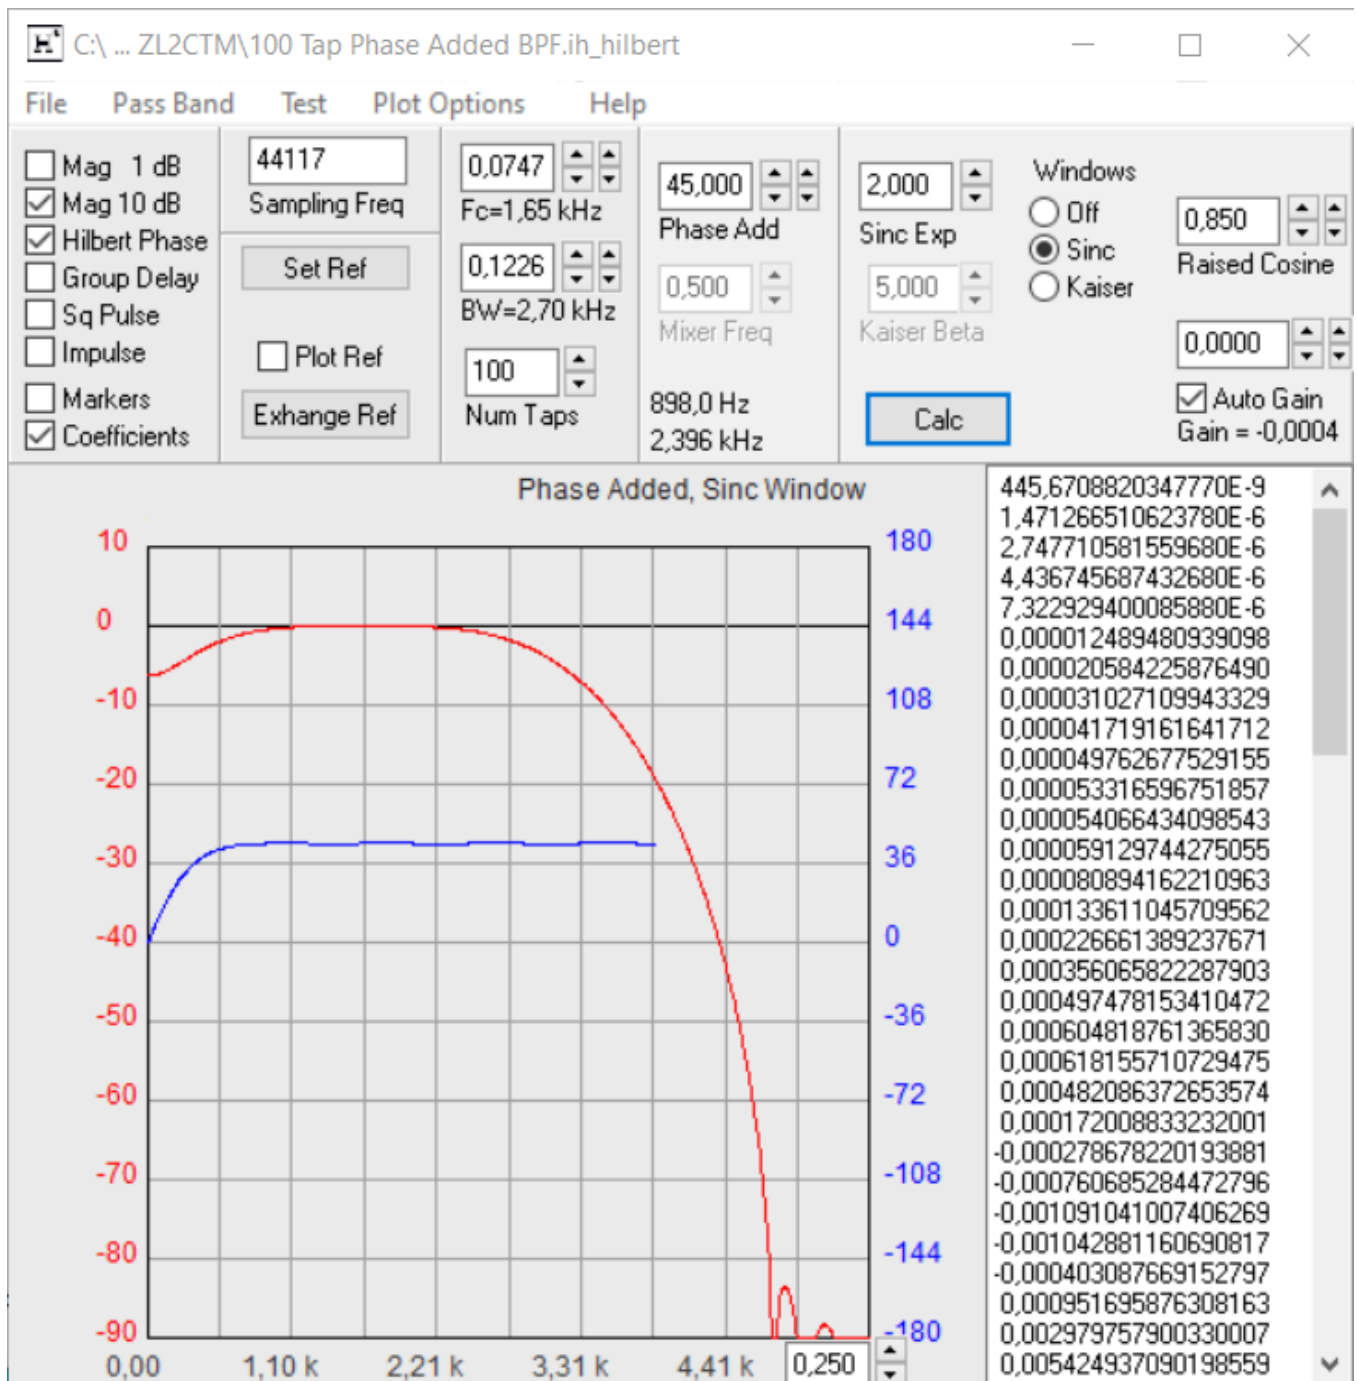 C:\ ... ZL2CTM\100 Tap Phase Added BPF.ih_hilbert
File Pass Band Test Plot Options Help
Mag 1 dB
Mag 10 dB
Hilbert Phase
Group Delay
Sq Pulse
Impulse
Markers
Coefficients
44117
Sampling Freq
Set Ref
Plot Ref
Exhange Ref
0,0747
Fc=1,65 kHz
0,1226
BW=2,70 kHz
100
Num Taps
45,000
Phase Add
0,500
Mixer Freq
898,0 Hz
2,396 kHz
2,000
Sinc Exp
5,000
Kaiser Beta
Calc
Windows
Off
Sinc
Kaiser
0,850
Raised Cosine
0,0000
Auto Gain
Gain = -0,0004
Phase Added, Sinc Window
10
0
-10
-20
-30
-40
-50
-60
-70
-80
-90
180
144
108
72
36
0
-36
-72
-108
-144
-180
0,00 1,10 k 2,21 k 3,31 k 4,41 k 0,250
445,6708820347770E-9
1,471266510623780E-6
2,747710581559680E-6
4,436745687432680E-6
7,322929400085880E-6
0,000012489480939098
0,000020584225876490
0,000031027109943329
0,000041719161641712
0,000049762677529155
0,000053316596751857
0,000054066434098543
0,000059129744275055
0,000080894162210963
0,000133611045709562
0,000226661389237671
0,000356065822287903
0,000497478153410472
0,000604818761365830
0,000618155710729475
0,000482086372653574
0,000172008833232001
-0,000278678220193881
-0,000760685284472796
-0,001091041007406269
-0,001042881160690817
-0,000403087669152797
0,000951695876308163
0,002979757900330007
0,005424937090198559